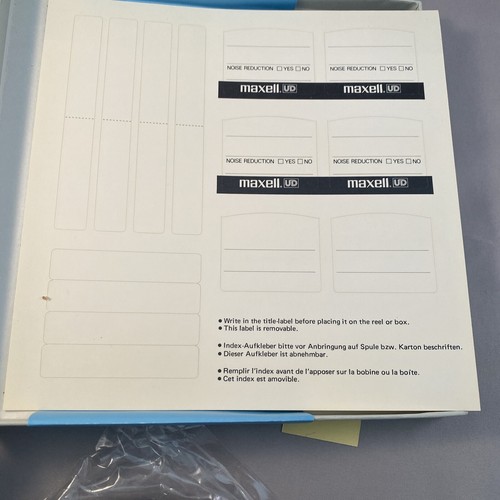 NOISE REDUCTION □ YES □ NO
NOISE REDUCTION □ YES □ NO
maxell. UD
maxell. UD
NOISE REDUCTION □ YES □ NO
NOISE REDUCTION □ YES □ NO
maxell. UD
maxell. UD
● Write in the title-label before placing it on the reel or box.
● This label is removable.
● Index-Aufkleber bitte vor Anbringung auf Spule bzw. Karton beschriften.
● Dieser Aufkleber ist abnehmbar.
● Remplir l'index avant de l'apposer sur la bobine ou la boîte.
● Cet index est amovible.